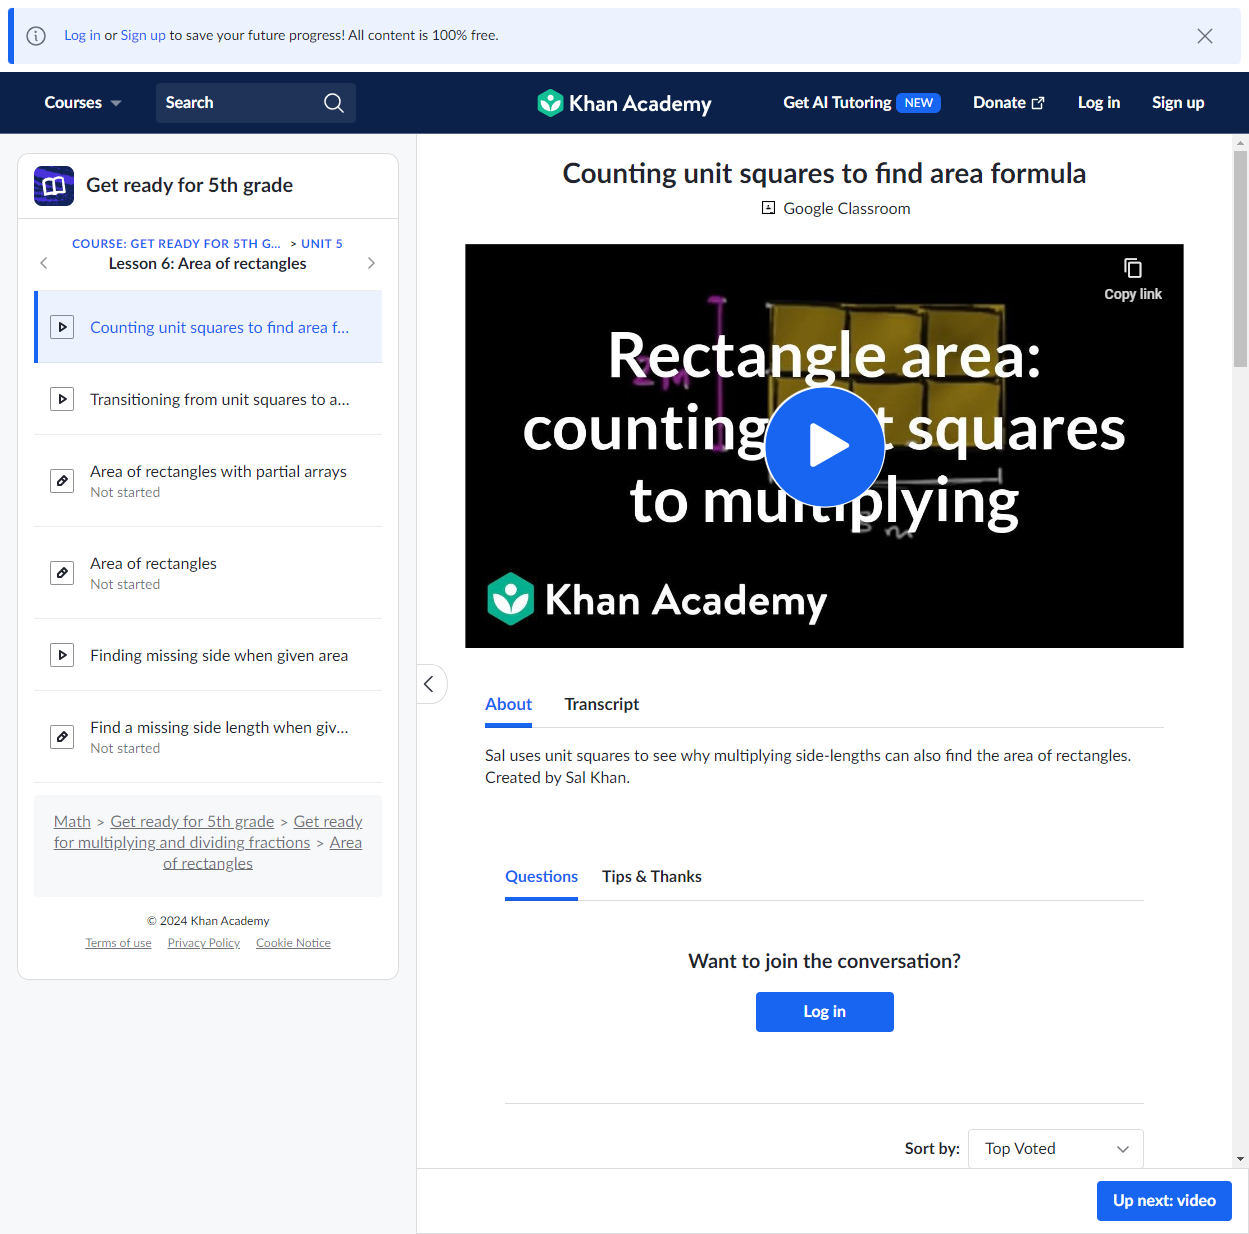 Log in or Sign up to save your future progress! All content is 100% free.
Courses
Search
Khan Academy
Get AI Tutoring NEW
Donate
Log in
Sign up
Get ready for 5th grade
COURSE: GET READY FOR 5TH G... > UNIT 5
Lesson 6: Area of rectangles
Counting unit squares to find area f...
Transitioning from unit squares to a...
Area of rectangles with partial arrays
Not started
Area of rectangles
Not started
Finding missing side when given area
Find a missing side length when giv...
Not started
Math > Get ready for 5th grade > Get ready
for multiplying and dividing fractions > Area
of rectangles
© 2024 Khan Academy
Terms of use Privacy Policy Cookie Notice
Counting unit squares to find area formula
Google Classroom
Copy link
Rectangle area:
counting unit squares
to multiplying
Khan Academy
About
Transcript
Sal uses unit squares to see why multiplying side-lengths can also find the area of rectangles.
Created by Sal Khan.
Questions
Tips & Thanks
Want to join the conversation?
Log in
Sort by: Top Voted
Up next: video